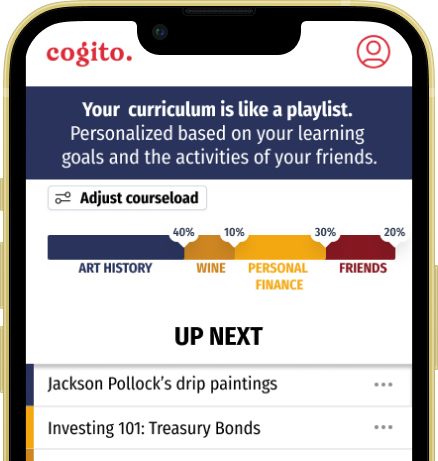 cogito.
Your curriculum is like a playlist.
Personalized based on your learning
goals and the activities of your friends.
Adjust courseload
40% 10% 30% 20%
ART HISTORY WINE PERSONAL FRIENDS
FINANCE
UP NEXT
Jackson Pollock's drip paintings
Investing 101: Treasury Bonds